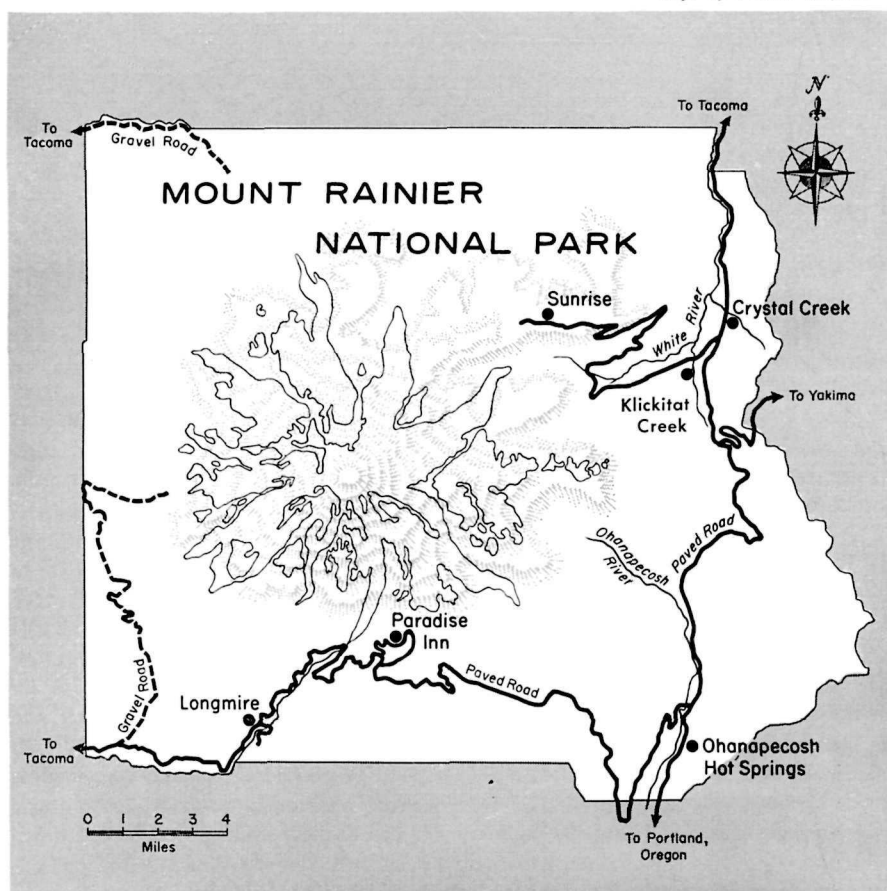 N
To Tacoma
To
Tacoma
Gravel Road
MOUNT RAINIER
NATIONAL PARK
Sunrise
White River
Crystal Creek
Klickitat
Creek
To Yakima
Paved Road
Ohanapecosh
River
Paradise
Inn
Paved Road
Gravel Road
Longmire
To
Tacoma
Ohanapecosh
Hot Springs
0 1 2 3 4
Miles
To Portland,
Oregon